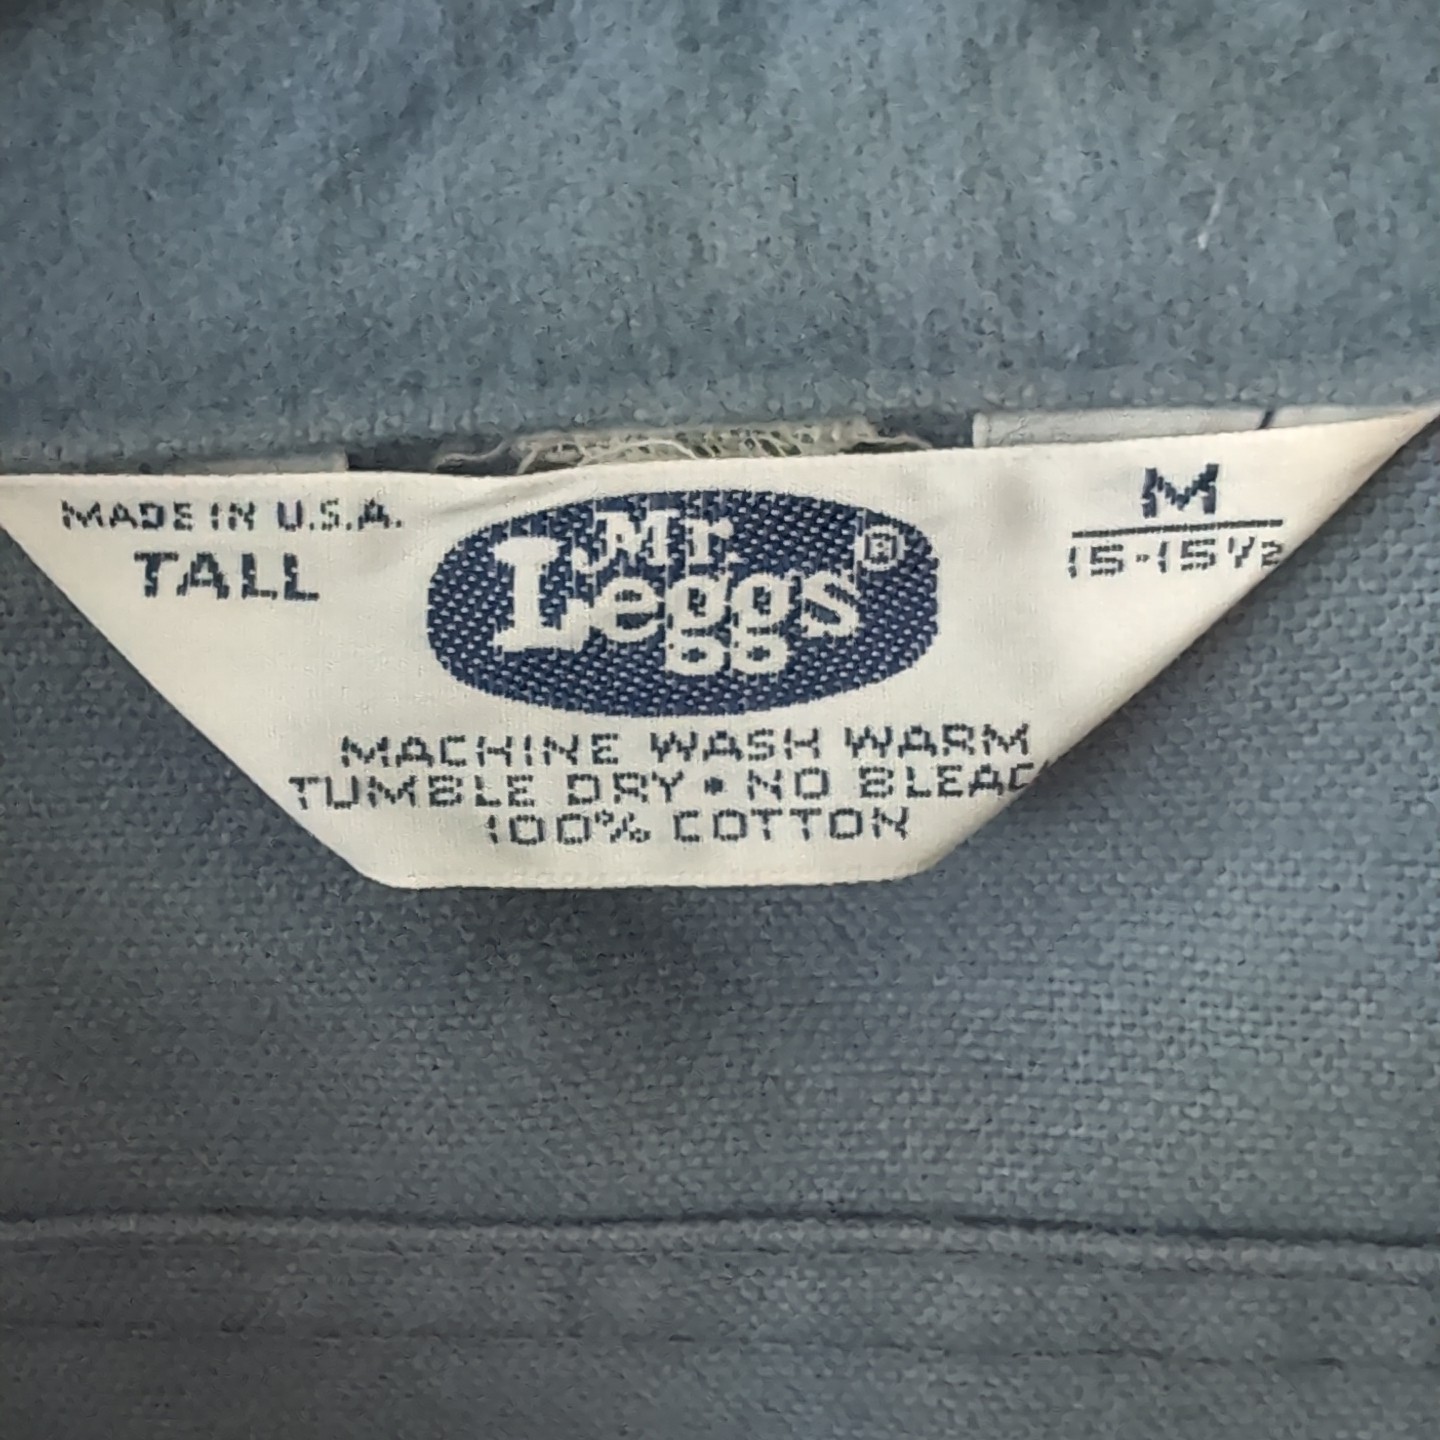 MADE IN U.S.A.
TALL
Mr.
Leggs®
M
15-15½
MACHINE WASH WARM
TUMBLE DRY • NO BLEAC
100% COTTON